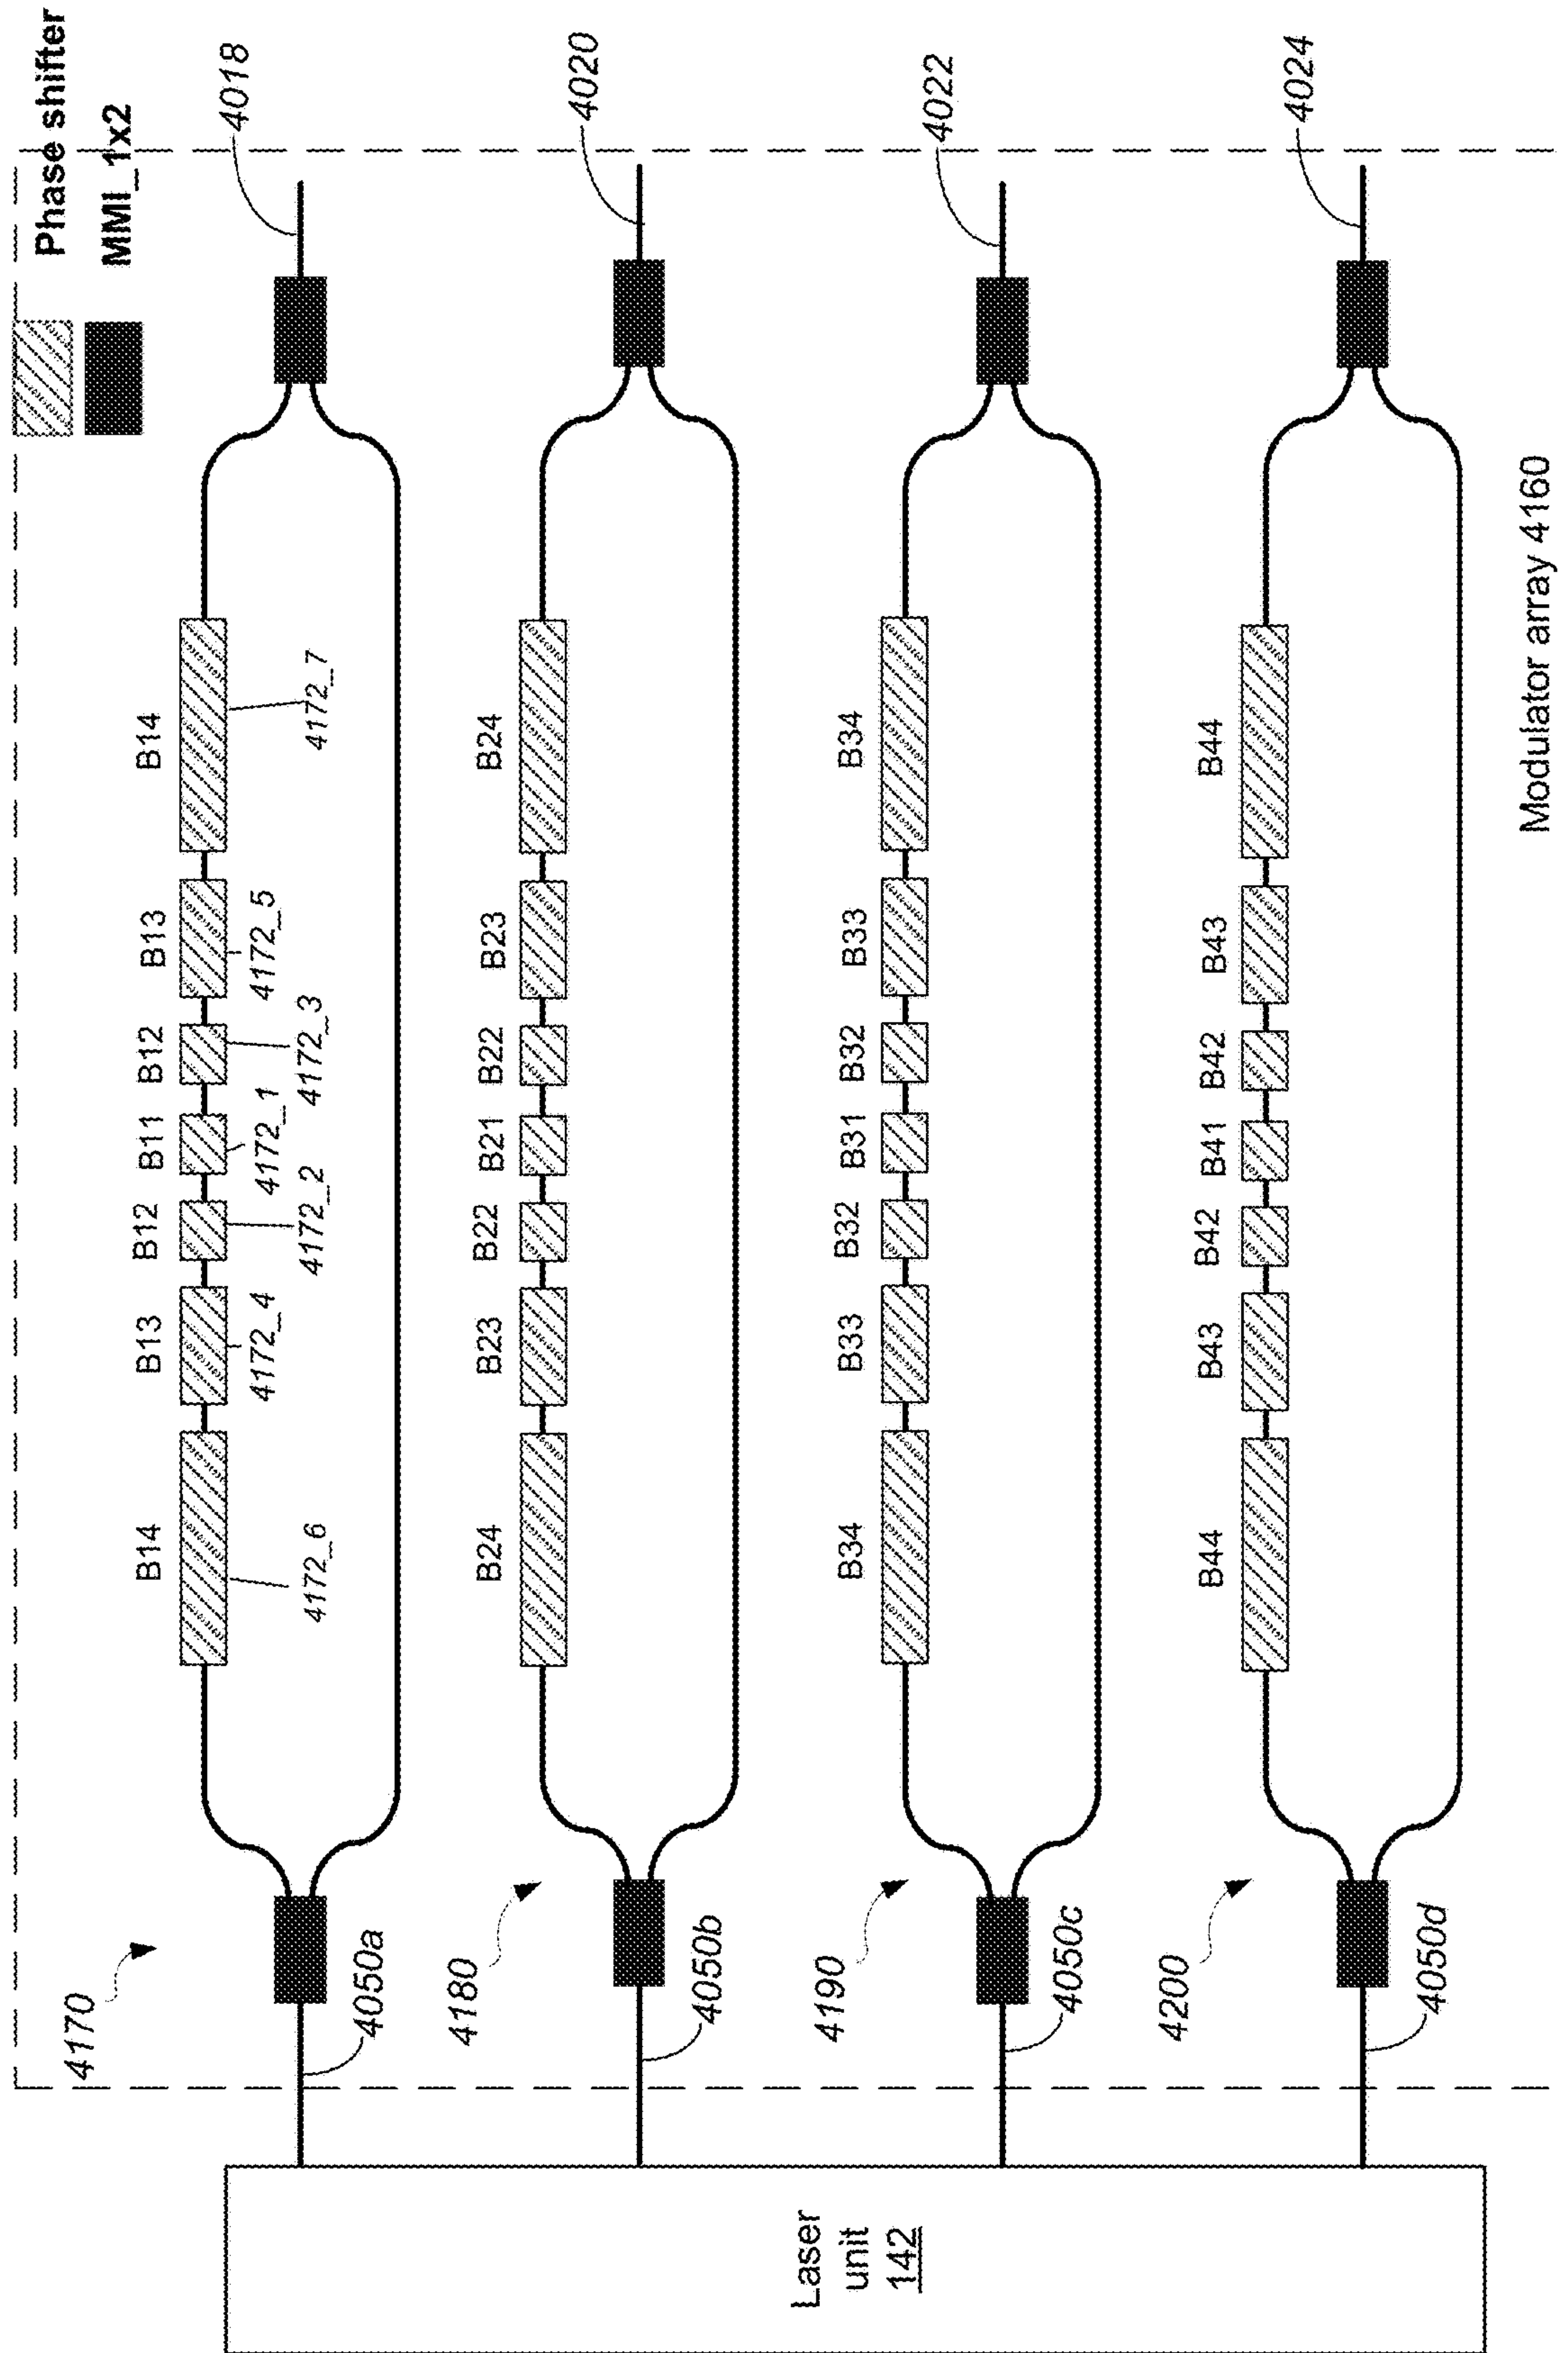 Phase shifter
MMI_1x2
4170
B14
B13
B12
B11
B12
B13
B14
4172_6
4172_4
4172_2
4172_1
4172_3
4172_5
4172_7
4050a
4018
4180
B24
B23
B22
B21
B22
B23
B24
4050b
4020
4190
B34
B33
B32
B31
B32
B33
B34
4050c
4022
4200
B44
B43
B42
B41
B42
B43
B44
4050d
4024
Laser
unit
142
Modulator array 4160